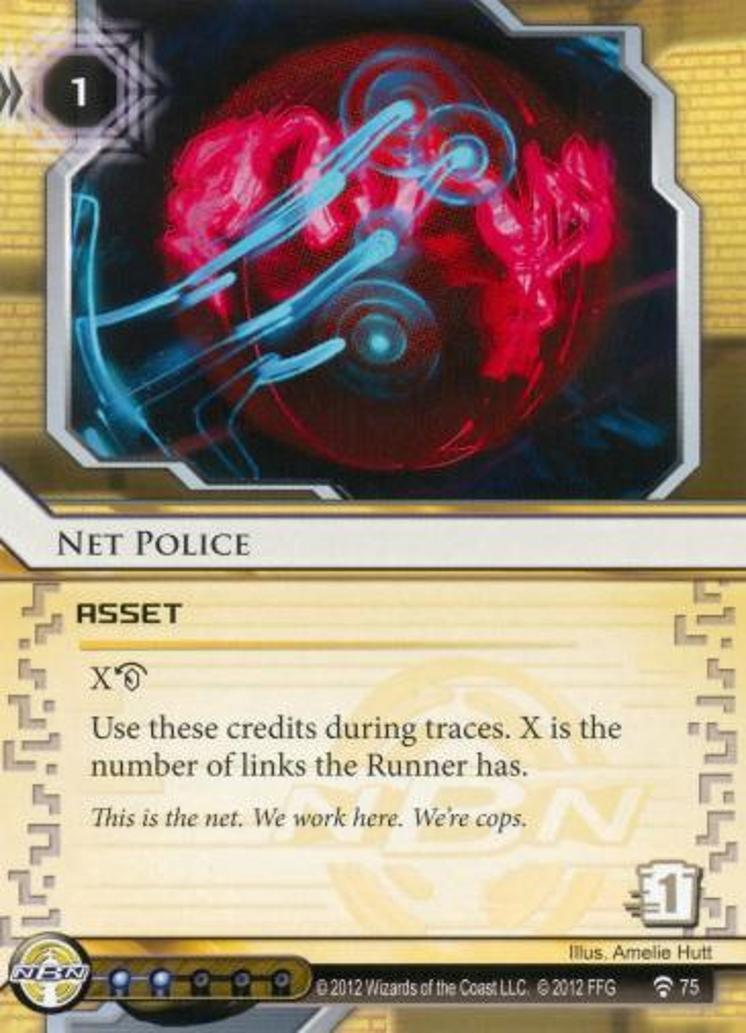 1
NET POLICE
ASSET
X
Use these credits during traces. X is the
number of links the Runner has.
This is the net. We work here. We're cops.
NBN
1
Illus. Amelie Hutt
NBN
© 2012 Wizards of the Coast LLC. © 2012 FFG
75